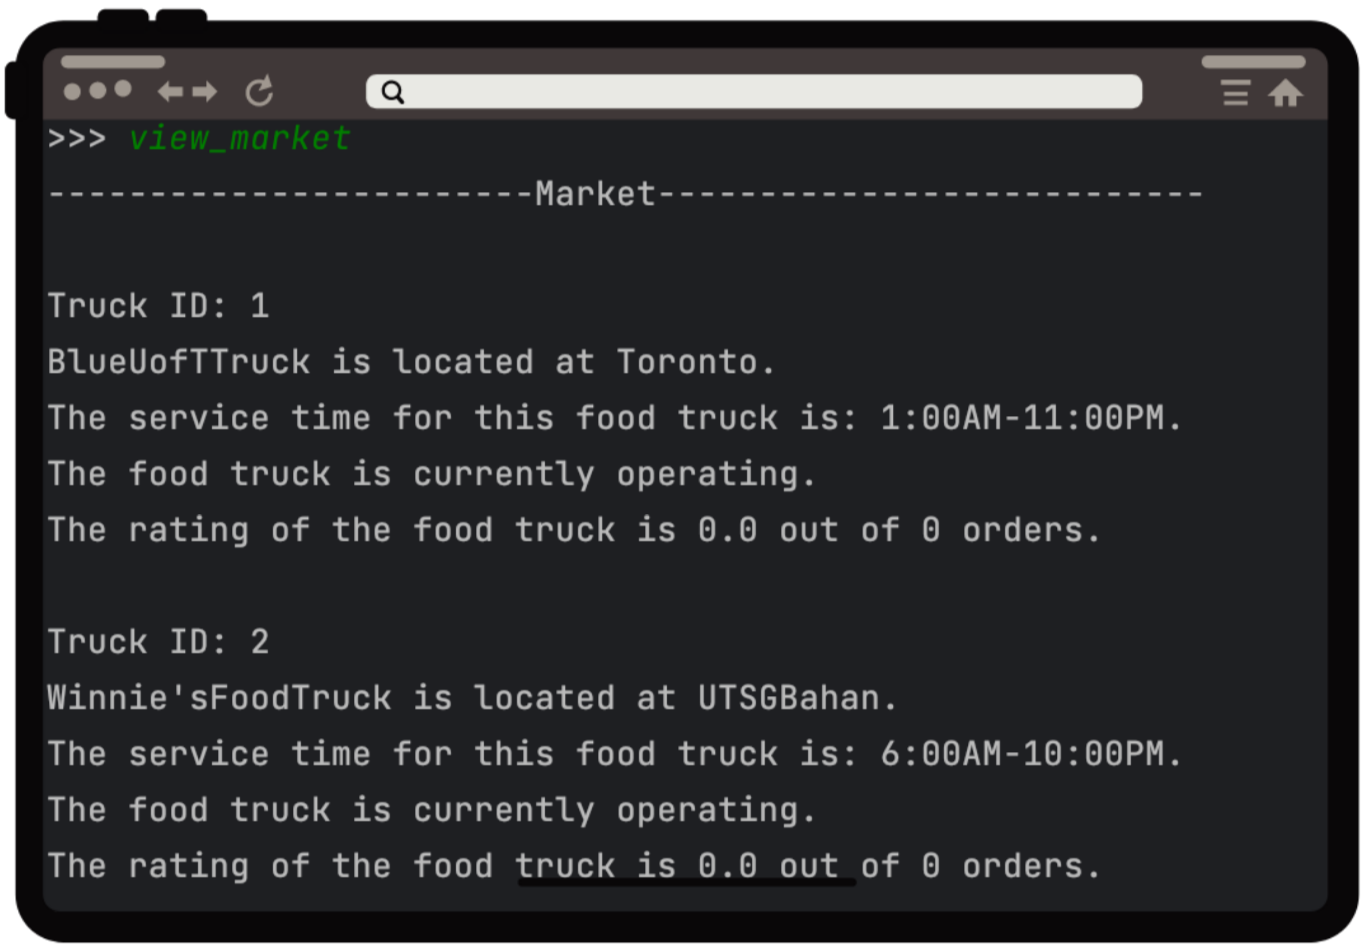 >>> view_market
------------------------Market---------------------------
Truck ID: 1
BlueUofTTruck is located at Toronto.
The service time for this food truck is: 1:00AM-11:00PM.
The food truck is currently operating.
The rating of the food truck is 0.0 out of 0 orders.
Truck ID: 2
Winnie'sFoodTruck is located at UTSGBahan.
The service time for this food truck is: 6:00AM-10:00PM.
The food truck is currently operating.
The rating of the food truck is 0.0 out of 0 orders.